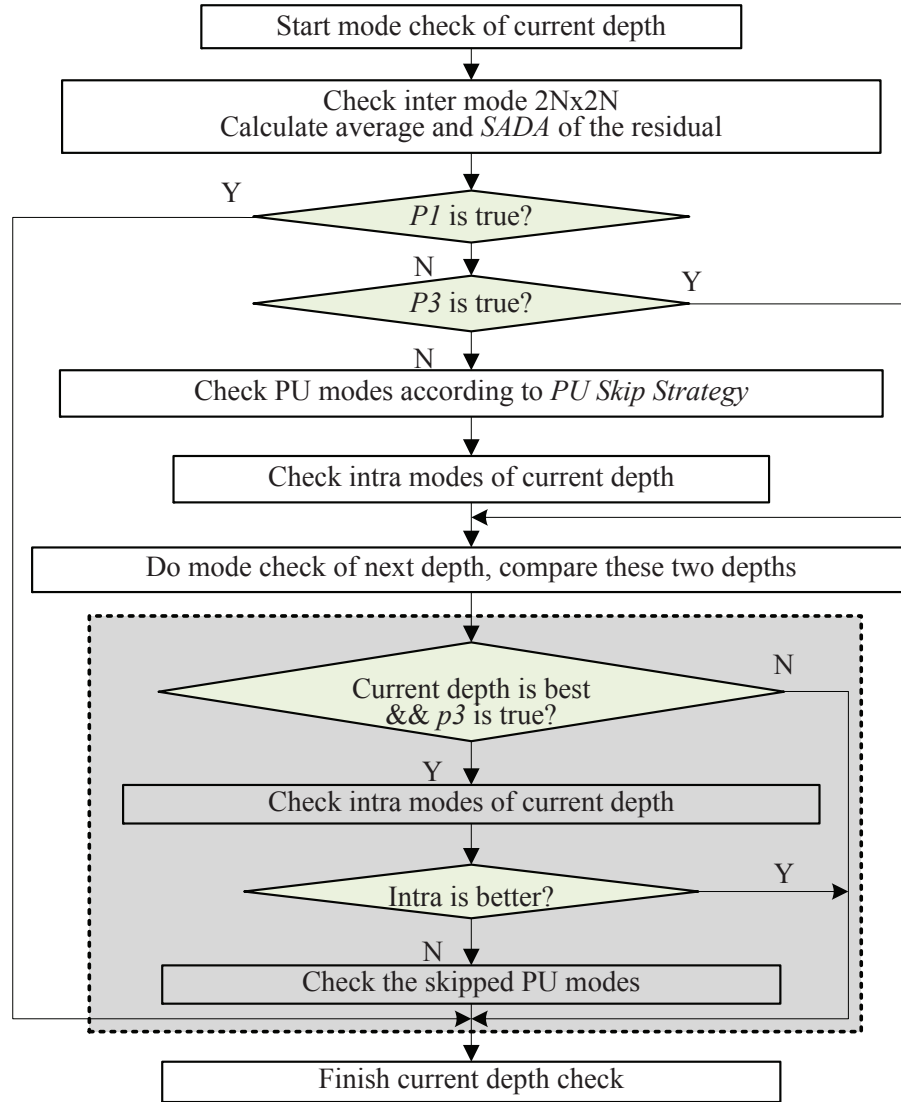 Start mode check of current depth
Check inter mode 2Nx2N
Calculate average and SADA of the residual
Y
P1 is true?
N
Y
P3 is true?
N
Check PU modes according to PU Skip Strategy
Check intra modes of current depth
Do mode check of next depth, compare these two depths
N
Current depth is best
&& p3 is true?
Y
Check intra modes of current depth
Y
Intra is better?
N
Check the skipped PU modes
Finish current depth check